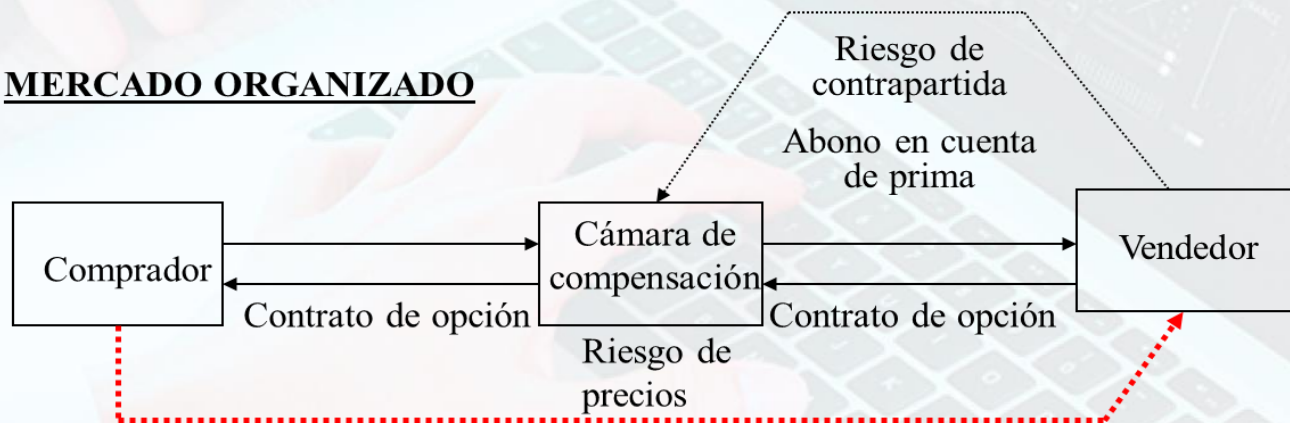 MERCADO ORGANIZADO
Riesgo de
contrapartida
Abono en cuenta
de prima
Comprador
Cámara de
compensación
Vendedor
Contrato de opción
Contrato de opción
Riesgo de
precios